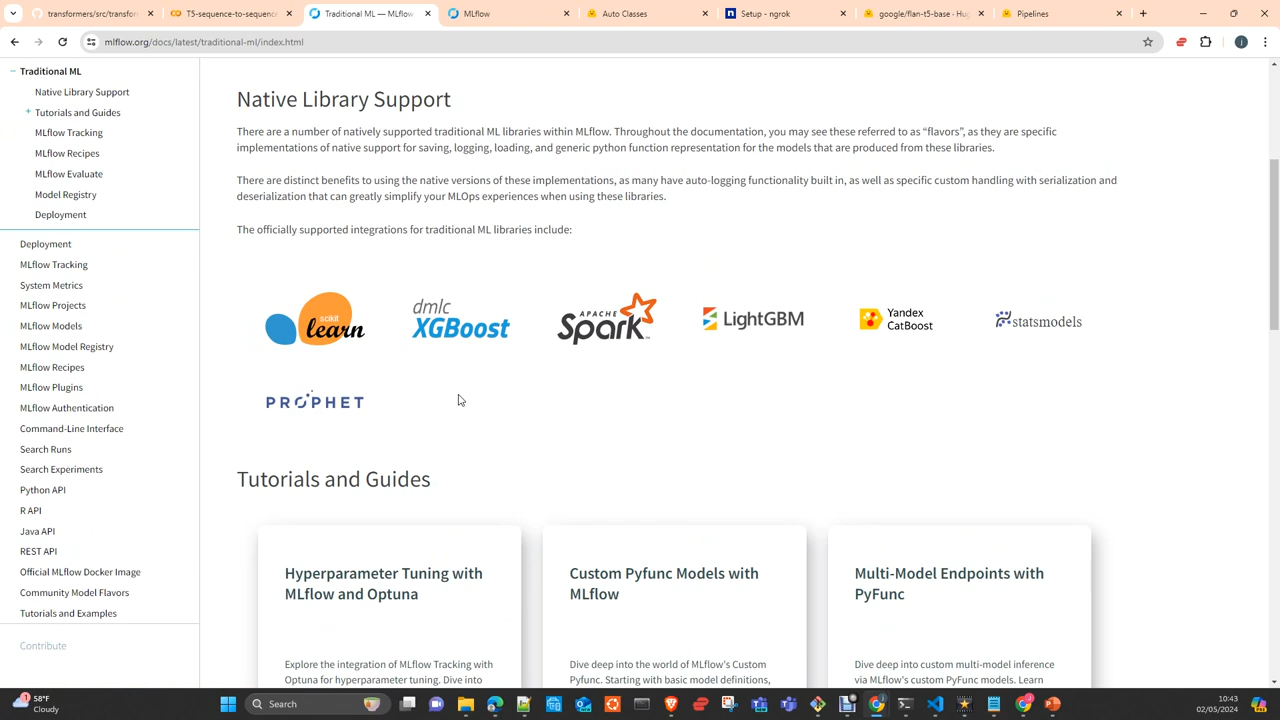 transformers/src/transform
T5-sequence-to-sequence
Traditional ML — MLflow
MLflow
Auto Classes
Setup - ngrok
google/flan-t5-base - Hug
Pipelines
mlflow.org/docs/latest/traditional-ml/index.html
Traditional ML
Native Library Support
Tutorials and Guides
MLflow Tracking
MLflow Recipes
MLflow Evaluate
Model Registry
Deployment
Deployment
MLflow Tracking
System Metrics
MLflow Projects
MLflow Models
MLflow Model Registry
MLflow Recipes
MLflow Plugins
MLflow Authentication
Command-Line Interface
Search Runs
Search Experiments
Python API
R API
Java API
REST API
Official MLflow Docker Image
Community Model Flavors
Tutorials and Examples
Contribute
Native Library Support
There are a number of natively supported traditional ML libraries within MLflow. Throughout the documentation, you may see these referred to as “flavors”, as they are specific
implementations of native support for saving, logging, loading, and generic python function representation for the models that are produced from these libraries.
There are distinct benefits to using the native versions of these implementations, as many have auto-logging functionality built in, as well as specific custom handling with serialization and
deserialization that can greatly simplify your MLOps experiences when using these libraries.
The officially supported integrations for traditional ML libraries include:
scikit
learn
dmlc
XGBoost
APACHE
Spark
LightGBM
Yandex
CatBoost
statsmodels
PROPHET
Tutorials and Guides
Hyperparameter Tuning with
MLflow and Optuna
Explore the integration of MLflow Tracking with
Optuna for hyperparameter tuning. Dive into
Custom Pyfunc Models with
MLflow
Dive deep into the world of MLflow's Custom
Pyfunc. Starting with basic model definitions,
Multi-Model Endpoints with
PyFunc
Dive deep into custom multi-model inference
via MLflow's custom PyFunc models. Learn
58°F
Cloudy
Search
10:43
02/05/2024